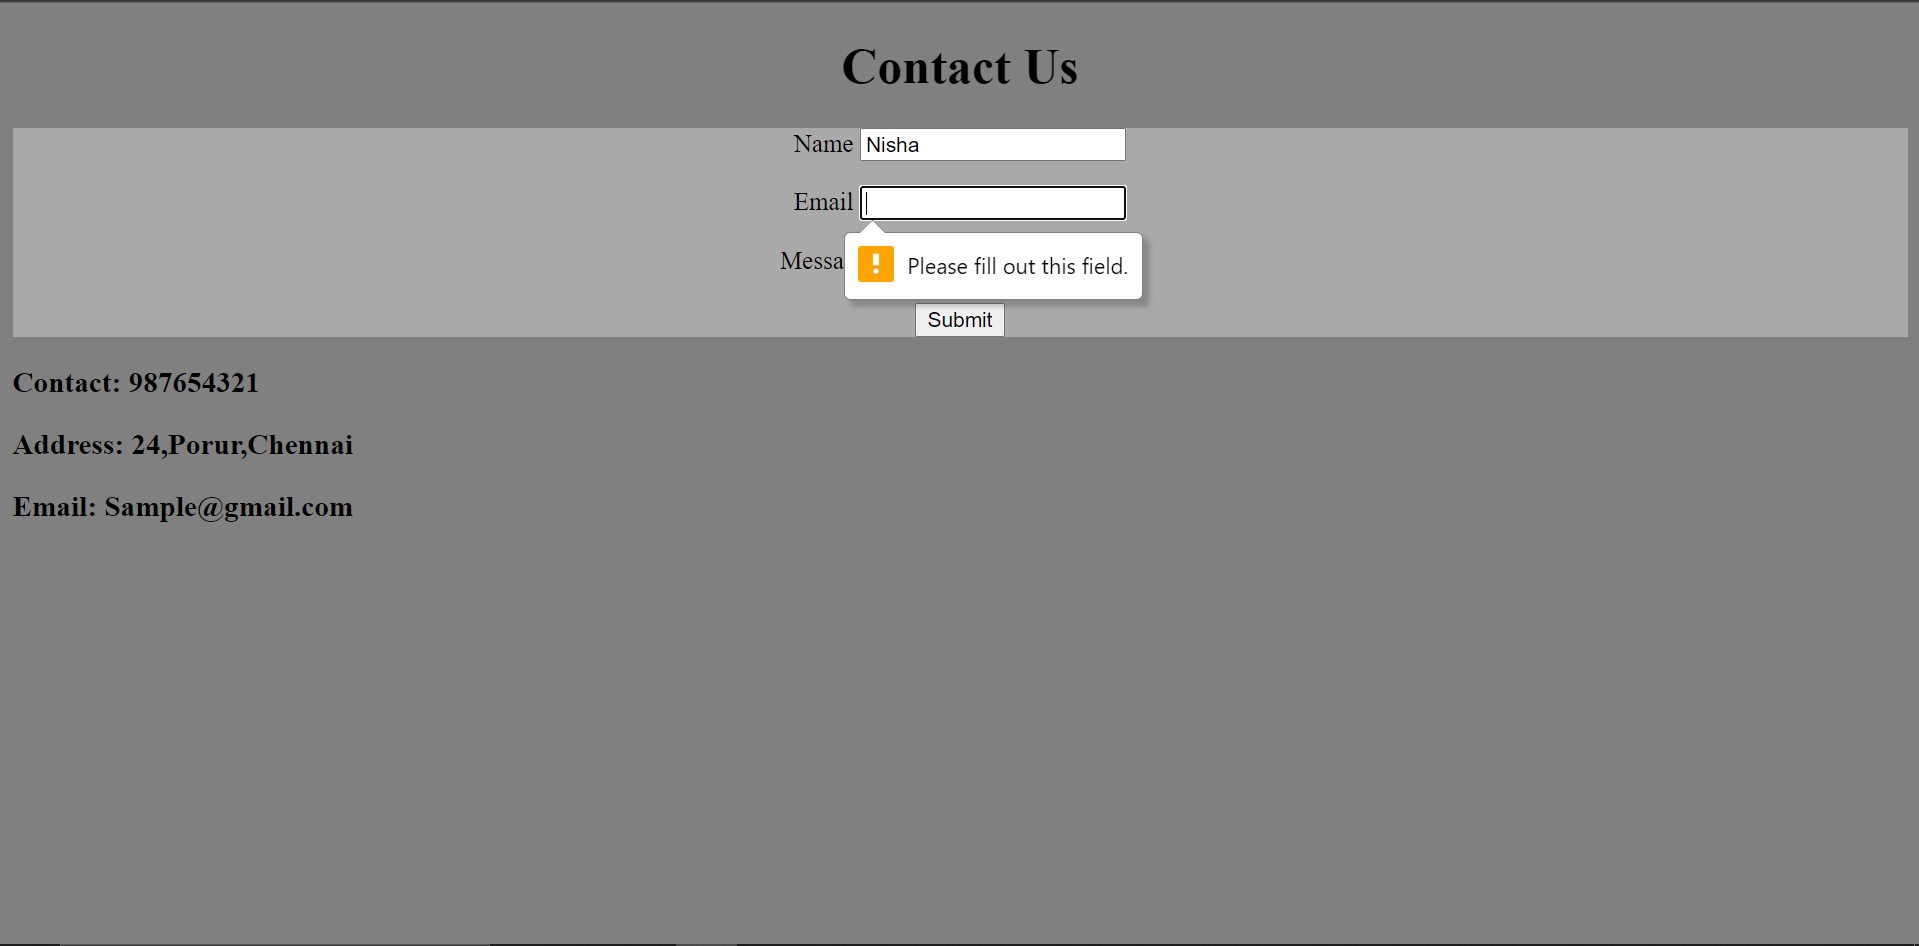 Contact Us
Name Nisha
Email
Please fill out this field.
Submit
Contact: 987654321
Address: 24,Porur,Chennai
Email: Sample@gmail.com